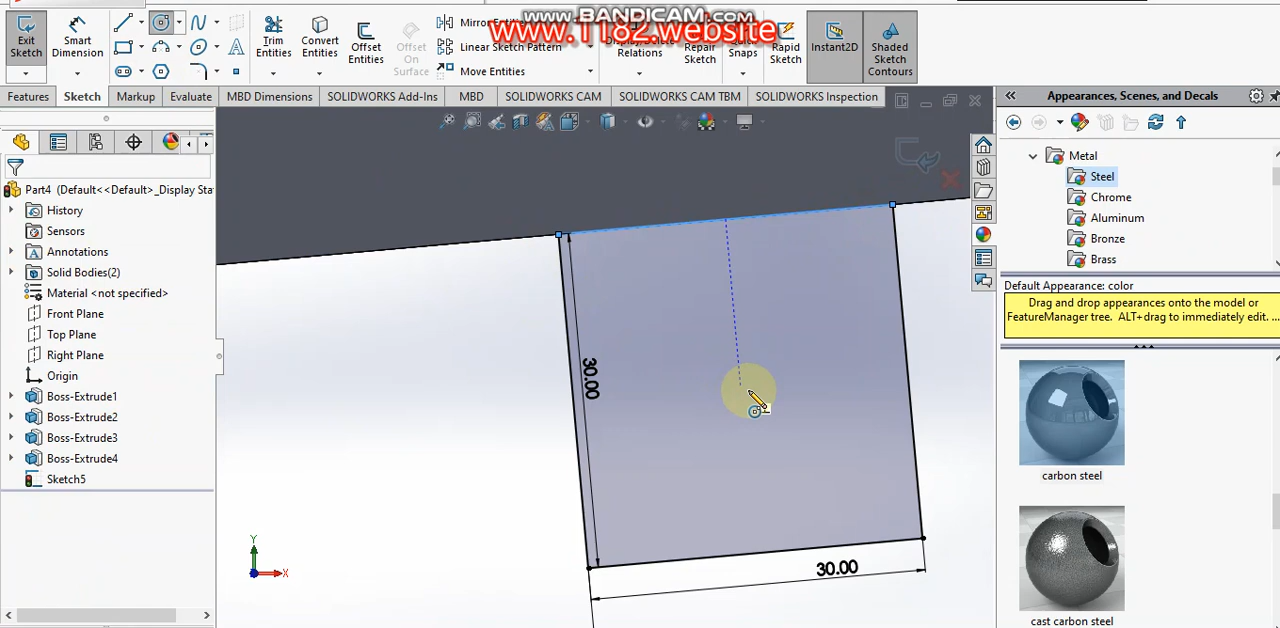 www.BANDICAM.com
www.1182.website
Exit Sketch
Smart Dimension
Trim Entities
Convert Entities
Offset Entities
Offset On Surface
Mirror Entities
Linear Sketch Pattern
Move Entities
Display/Delete Relations
Repair Sketch
Quick Snaps
Rapid Sketch
Instant2D
Shaded Sketch Contours
Features
Sketch
Markup
Evaluate
MBD Dimensions
SOLIDWORKS Add-Ins
MBD
SOLIDWORKS CAM
SOLIDWORKS CAM TBM
SOLIDWORKS Inspection
Part4 (Default<<Default>_Display Sta
History
Sensors
Annotations
Solid Bodies(2)
Material <not specified>
Front Plane
Top Plane
Right Plane
Origin
Boss-Extrude1
Boss-Extrude2
Boss-Extrude3
Boss-Extrude4
Sketch5
30.00
30.00
Y
X
Appearances, Scenes, and Decals
Metal
Steel
Chrome
Aluminum
Bronze
Brass
Default Appearance: color
Drag and drop appearances onto the model or
FeatureManager tree. ALT+drag to immediately edit. ...
carbon steel
cast carbon steel